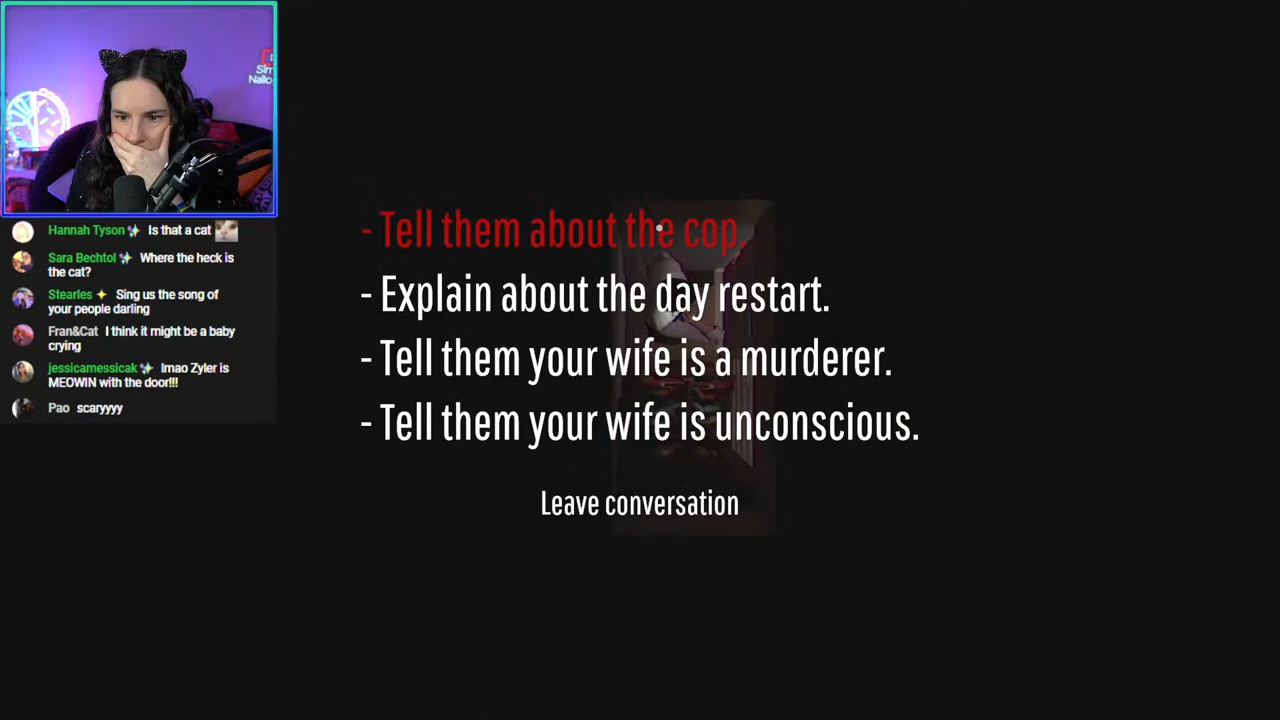 Hannah Tyson Is that a cat
Sara Bechtol Where the heck is
the cat?
Stearles Sing us the song of
your people darling
Fran&Cat I think it might be a baby
crying
jessicamessicak lmao Zyler is
MEOWIN with the door!!!
Pao scaryyyy
- Tell them about the cop.
- Explain about the day restart.
- Tell them your wife is a murderer.
- Tell them your wife is unconscious.
Leave conversation